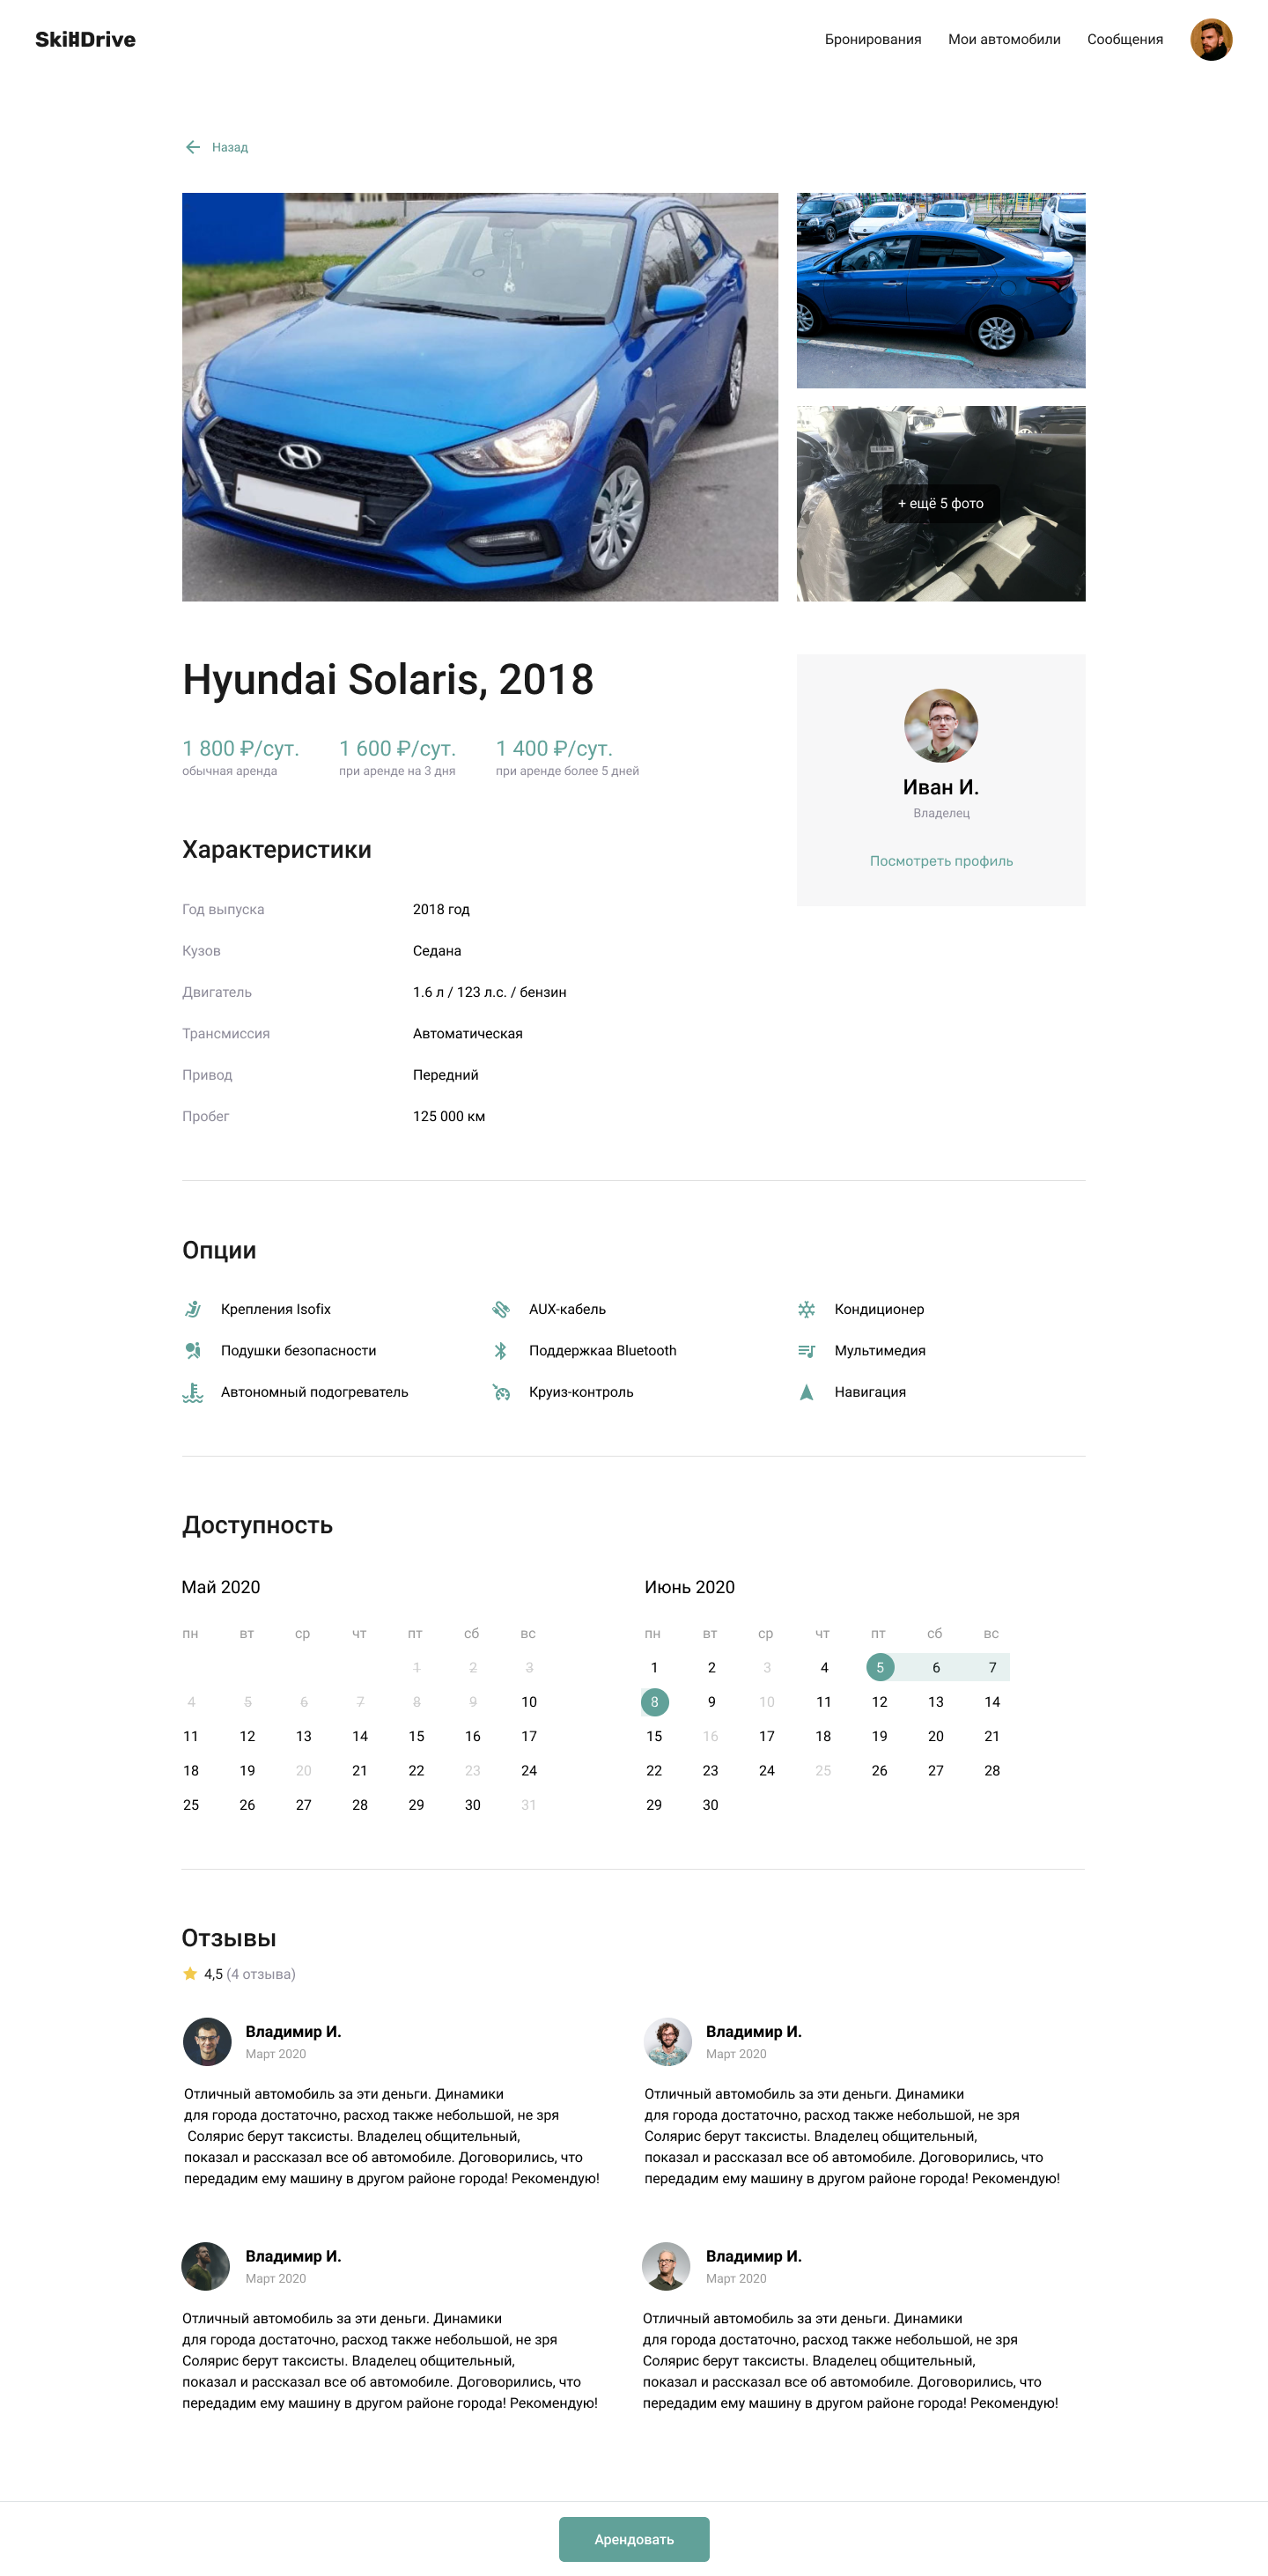 SkillDrive
Бронирования
Мои автомобили
Сообщения
Назад
+ ещё 5 фото
Hyundai Solaris, 2018
1 800 ₽/сут.
обычная аренда
1 600 ₽/сут.
при аренде на 3 дня
1 400 ₽/сут.
при аренде более 5 дней
Иван И.
Владелец
Посмотреть профиль
Характеристики
Год выпуска 2018 год
Кузов Седана
Двигатель 1.6 л / 123 л.с. / бензин
Трансмиссия Автоматическая
Привод Передний
Пробег 125 000 км
Опции
Крепления Isofix
AUX-кабель
Кондиционер
Подушки безопасности
Поддержкаа Bluetooth
Мультимедия
Автономный подогреватель
Круиз-контроль
Навигация
Доступность
Май 2020
пн вт ср чт пт сб вс
1 2 3
4 5 6 7 8 9 10
11 12 13 14 15 16 17
18 19 20 21 22 23 24
25 26 27 28 29 30 31
Июнь 2020
пн вт ср чт пт сб вс
1 2 3 4 5 6 7
8 9 10 11 12 13 14
15 16 17 18 19 20 21
22 23 24 25 26 27 28
29 30
Отзывы
4,5 (4 отзыва)
Владимир И.
Март 2020
Отличный автомобиль за эти деньги. Динамики
для города достаточно, расход также небольшой, не зря
Солярис берут таксисты. Владелец общительный,
показал и рассказал все об автомобиле. Договорились, что
передадим ему машину в другом районе города! Рекомендую!
Владимир И.
Март 2020
Отличный автомобиль за эти деньги. Динамики
для города достаточно, расход также небольшой, не зря
Солярис берут таксисты. Владелец общительный,
показал и рассказал все об автомобиле. Договорились, что
передадим ему машину в другом районе города! Рекомендую!
Владимир И.
Март 2020
Отличный автомобиль за эти деньги. Динамики
для города достаточно, расход также небольшой, не зря
Солярис берут таксисты. Владелец общительный,
показал и рассказал все об автомобиле. Договорились, что
передадим ему машину в другом районе города! Рекомендую!
Владимир И.
Март 2020
Отличный автомобиль за эти деньги. Динамики
для города достаточно, расход также небольшой, не зря
Солярис берут таксисты. Владелец общительный,
показал и рассказал все об автомобиле. Договорились, что
передадим ему машину в другом районе города! Рекомендую!
Арендовать